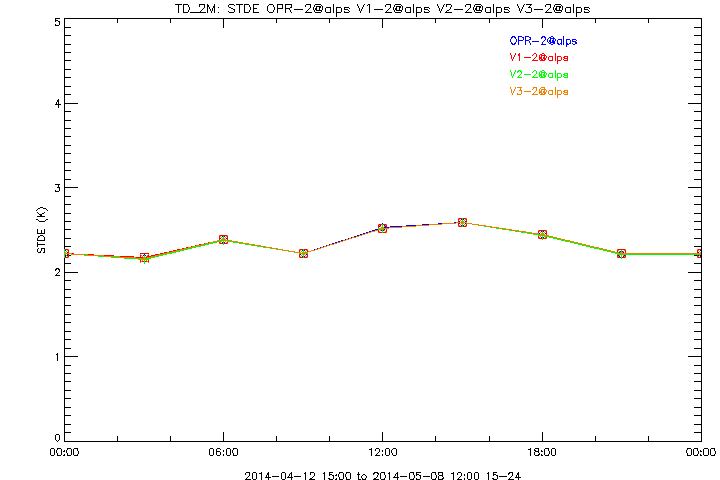 TD_2M: STDE OPR-2@alps V1-2@alps V2-2@alps V3-2@alps
OPR-2@alps
V1-2@alps
V2-2@alps
V3-2@alps
5
4
3
2
1
0
STDE (K)
00:00 06:00 12:00 18:00 00:00
2014-04-12 15:00 to 2014-05-08 12:00 15-24